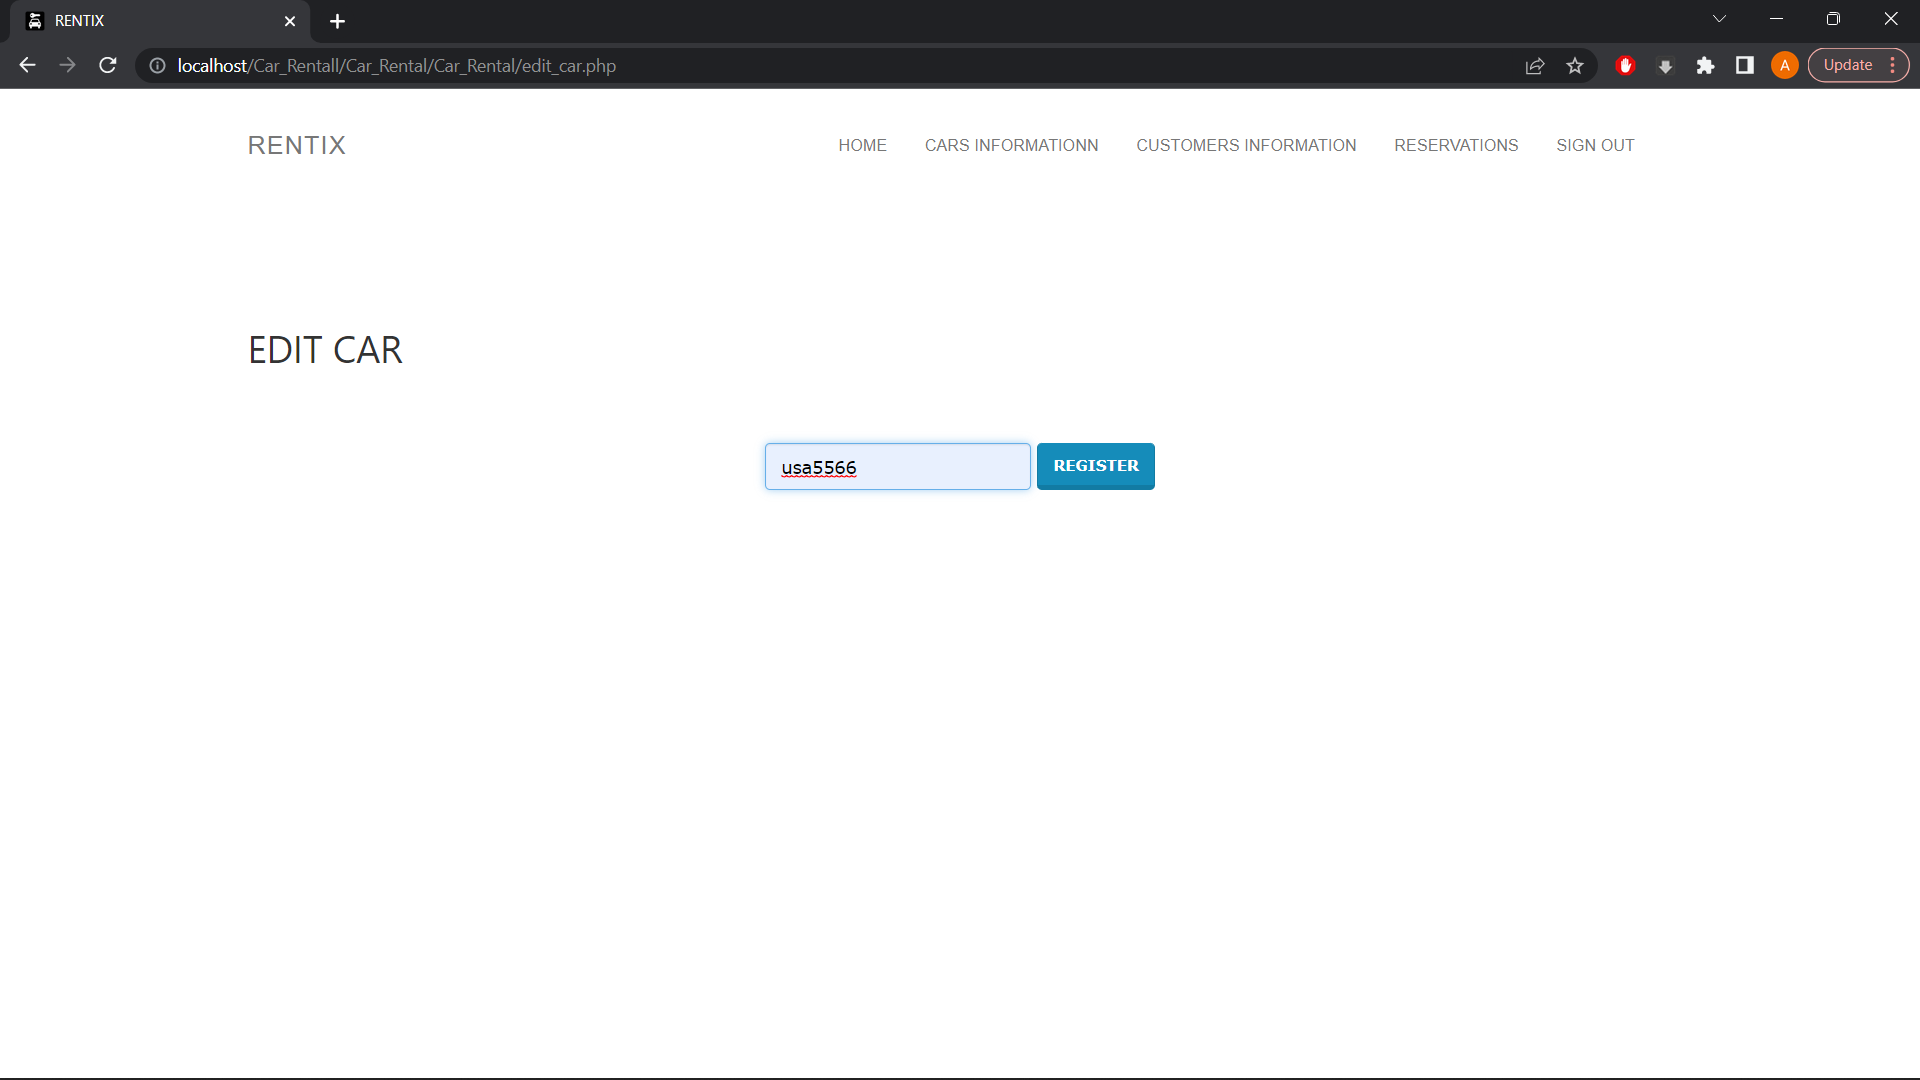 RENTIX
localhost/Car_Rentall/Car_Rental/Car_Rental/edit_car.php
A
Update
RENTIX
HOME
CARS INFORMATIONN
CUSTOMERS INFORMATION
RESERVATIONS
SIGN OUT
EDIT CAR
usa5566
REGISTER